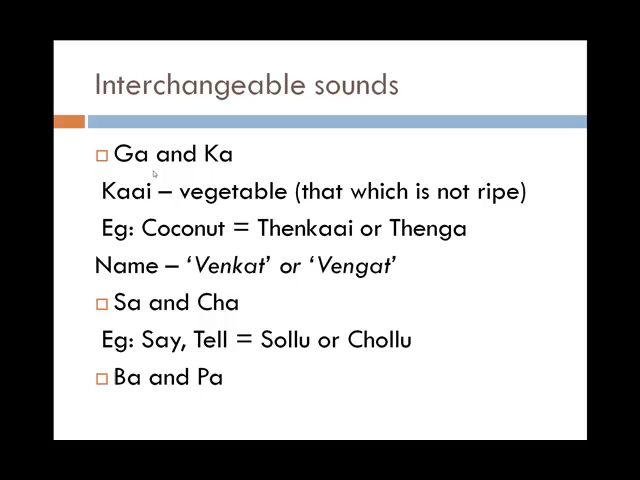 Interchangeable sounds
Ga and Ka
Kaai – vegetable (that which is not ripe)
Eg: Coconut = Thenkaai or Thenga
Name – ‘Venkat’ or ‘Vengat’
Sa and Cha
Eg: Say, Tell = Sollu or Chollu
Ba and Pa